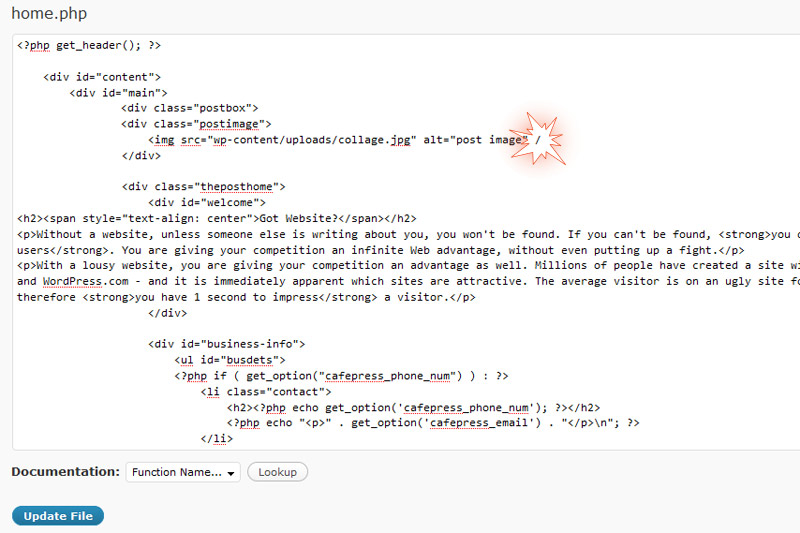 home.php
<?php get_header(); ?>
<div id="content">
<div id="main">
<div class="postbox">
<div class="postimage">
<img src="wp-content/uploads/collage.jpg" alt="post image" /
</div>
<div class="theposthome">
<div id="welcome">
<h2><span style="text-align: center">Got Website?</span></h2>
<p>Without a website, unless someone else is writing about you, you won't be found. If you can't be found, <strong>you
users</strong>. You are giving your competition an infinite Web advantage, without even putting up a fight.</p>
<p>With a lousy website, you are giving your competition an advantage as well. Millions of people have created a site
and WordPress.com - and it is immediately apparent which sites are attractive. The average visitor is on an ugly site
therefore <strong>you have 1 second to impress</strong> a visitor.</p>
</div>
<div id="business-info">
<ul id="busdets">
<?php if ( get_option("cafepress_phone_num") ) : ?>
<li class="contact">
<h2><?php echo get_option('cafepress_phone_num'); ?></h2>
<?php echo "<p>" . get_option('cafepress_email') . "</p>\n"; ?>
</li>
Documentation: Function Name... Lookup
Update File